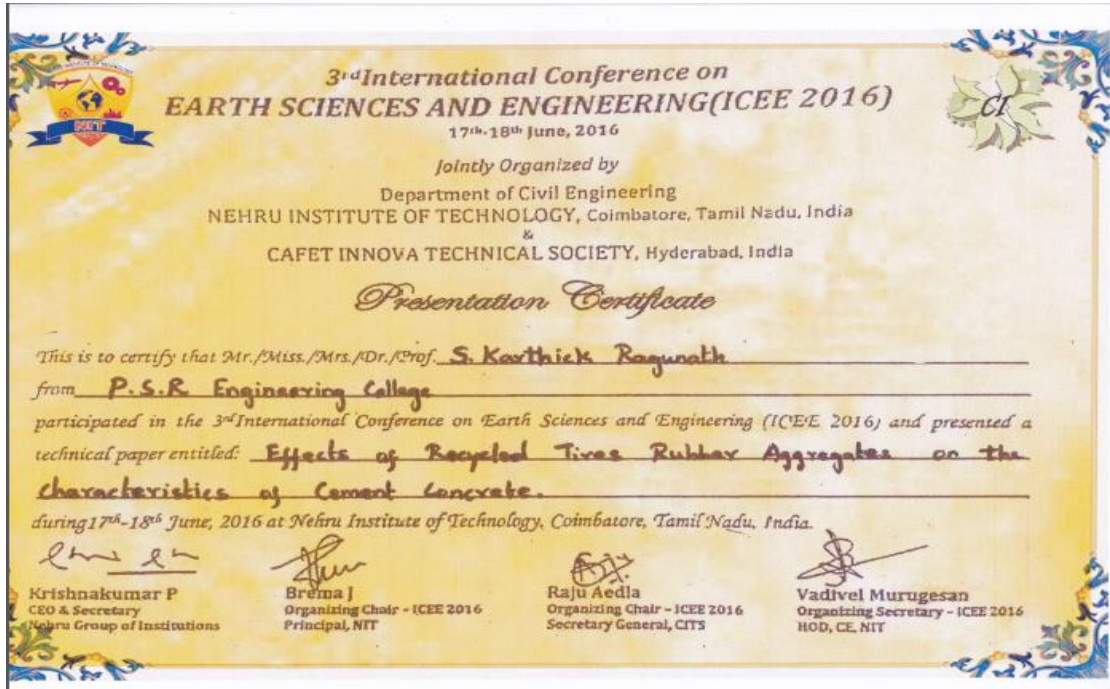 INSTITUTE OF TECHNOLOGY
NIT
CI
3rd International Conference on
EARTH SCIENCES AND ENGINEERING(ICEE 2016)
17th-18th June, 2016
Jointly Organized by
Department of Civil Engineering
NEHRU INSTITUTE OF TECHNOLOGY, Coimbatore, Tamil Nadu, India
&
CAFET INNOVA TECHNICAL SOCIETY, Hyderabad, India
Presentation Certificate
This is to certify that Mr./Miss./Mrs./Dr./Prof. S. Karthick Ragunath
from P.S.R Engineering College
participated in the 3rd International Conference on Earth Sciences and Engineering (ICEE 2016) and presented a
technical paper entitled: Effects of Recycled Tires Rubber Aggregates on the
characteristics of Cement Concrete.
during 17th-18th June, 2016 at Nehru Institute of Technology, Coimbatore, Tamil Nadu, India.
Krishnakumar P
CEO & Secretary
Nehru Group of Institutions
Brema J
Organizing Chair - ICEE 2016
Principal, NIT
Raju Aedla
Organizing Chair - ICEE 2016
Secretary General, CITS
Vadivel Murugesan
Organizing Secretary - ICEE 2016
HOD, CE, NIT